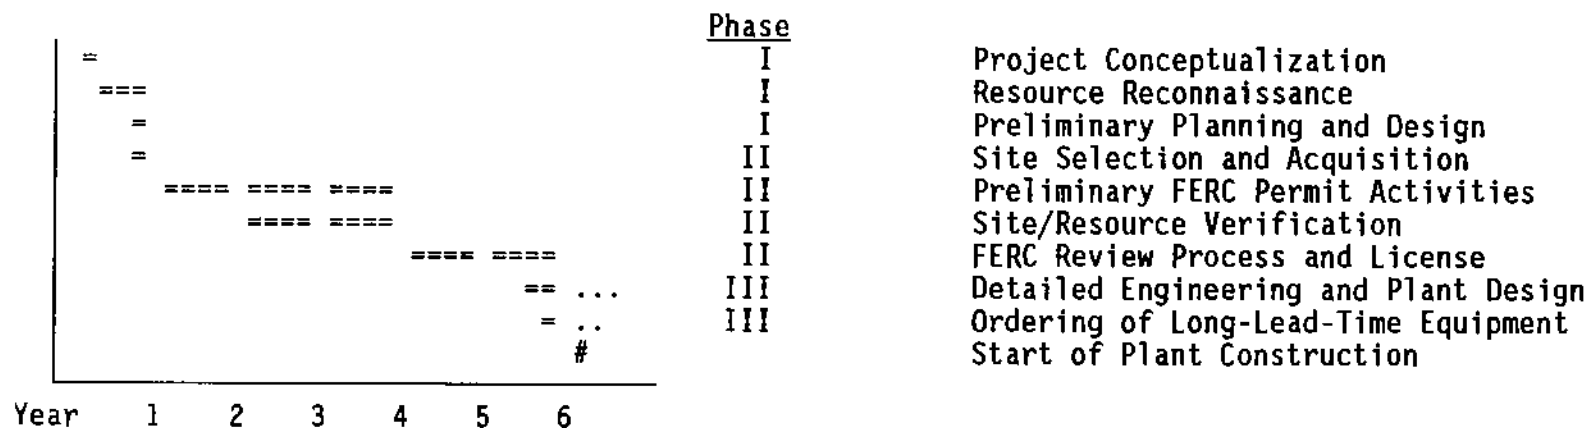 Phase
= I Project Conceptualization
=== I Resource Reconnaissance
= I Preliminary Planning and Design
= II Site Selection and Acquisition
==== ==== ==== II Preliminary FERC Permit Activities
==== ==== II Site/Resource Verification
==== ==== II FERC Review Process and License
== ... III Detailed Engineering and Plant Design
= .. III Ordering of Long-Lead-Time Equipment
# Start of Plant Construction
Year 1 2 3 4 5 6